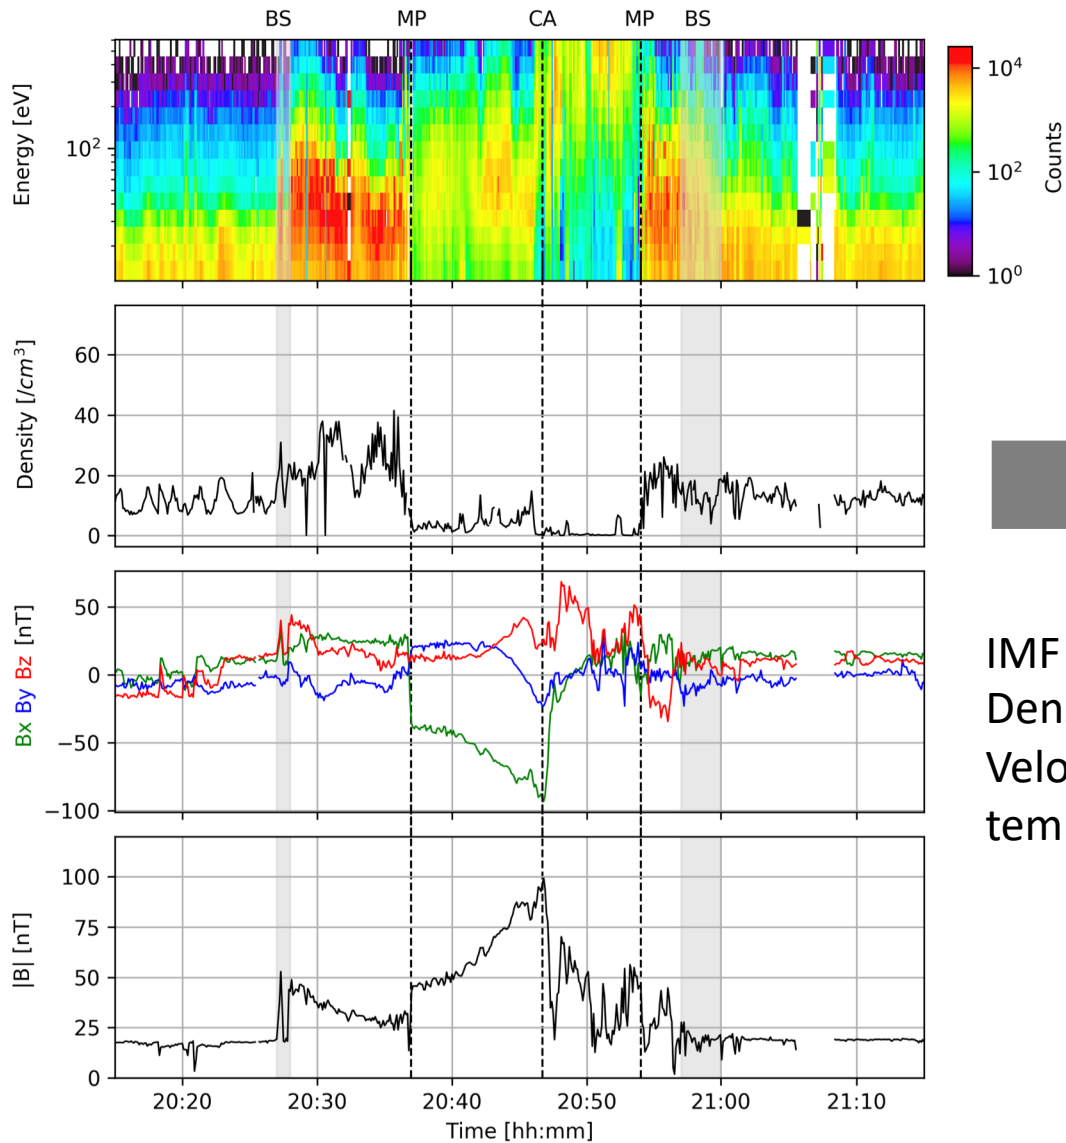 BS MP CA MP BS
Energy [eV]
10²
10⁴
10²
10⁰
Counts
Density [/cm³]
60
40
20
0
Bx By Bz [nT]
50
0
−50
−100
IMF
Den
Velo
tem
|B| [nT]
100
75
50
25
0
20:20 20:30 20:40 20:50 21:00 21:10
Time [hh:mm]